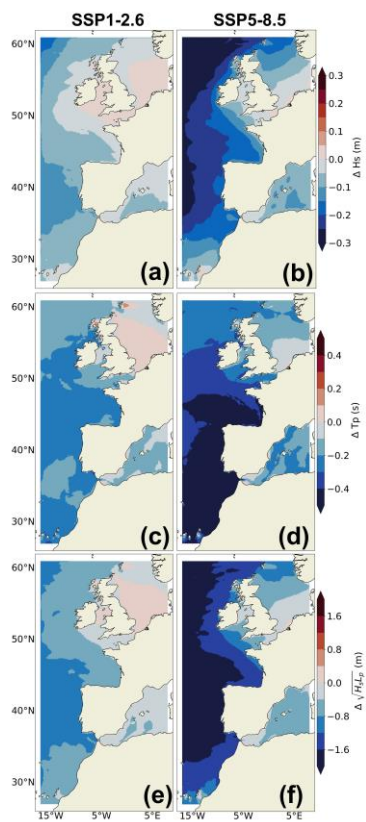 SSP1-2.6 SSP5-8.5
60°N
50°N
40°N
30°N
(a) (b)
0.3
0.2
0.1
0.0
−0.1
−0.2
−0.3
Δ Hs (m)
60°N
50°N
40°N
30°N
(c) (d)
0.4
0.2
0.0
−0.2
−0.4
Δ Tp (s)
60°N
50°N
40°N
30°N
(e) (f)
1.6
0.8
0.0
−0.8
−1.6
Δ √HsLp (m)
15°W 5°W 5°E 15°W 5°W 5°E